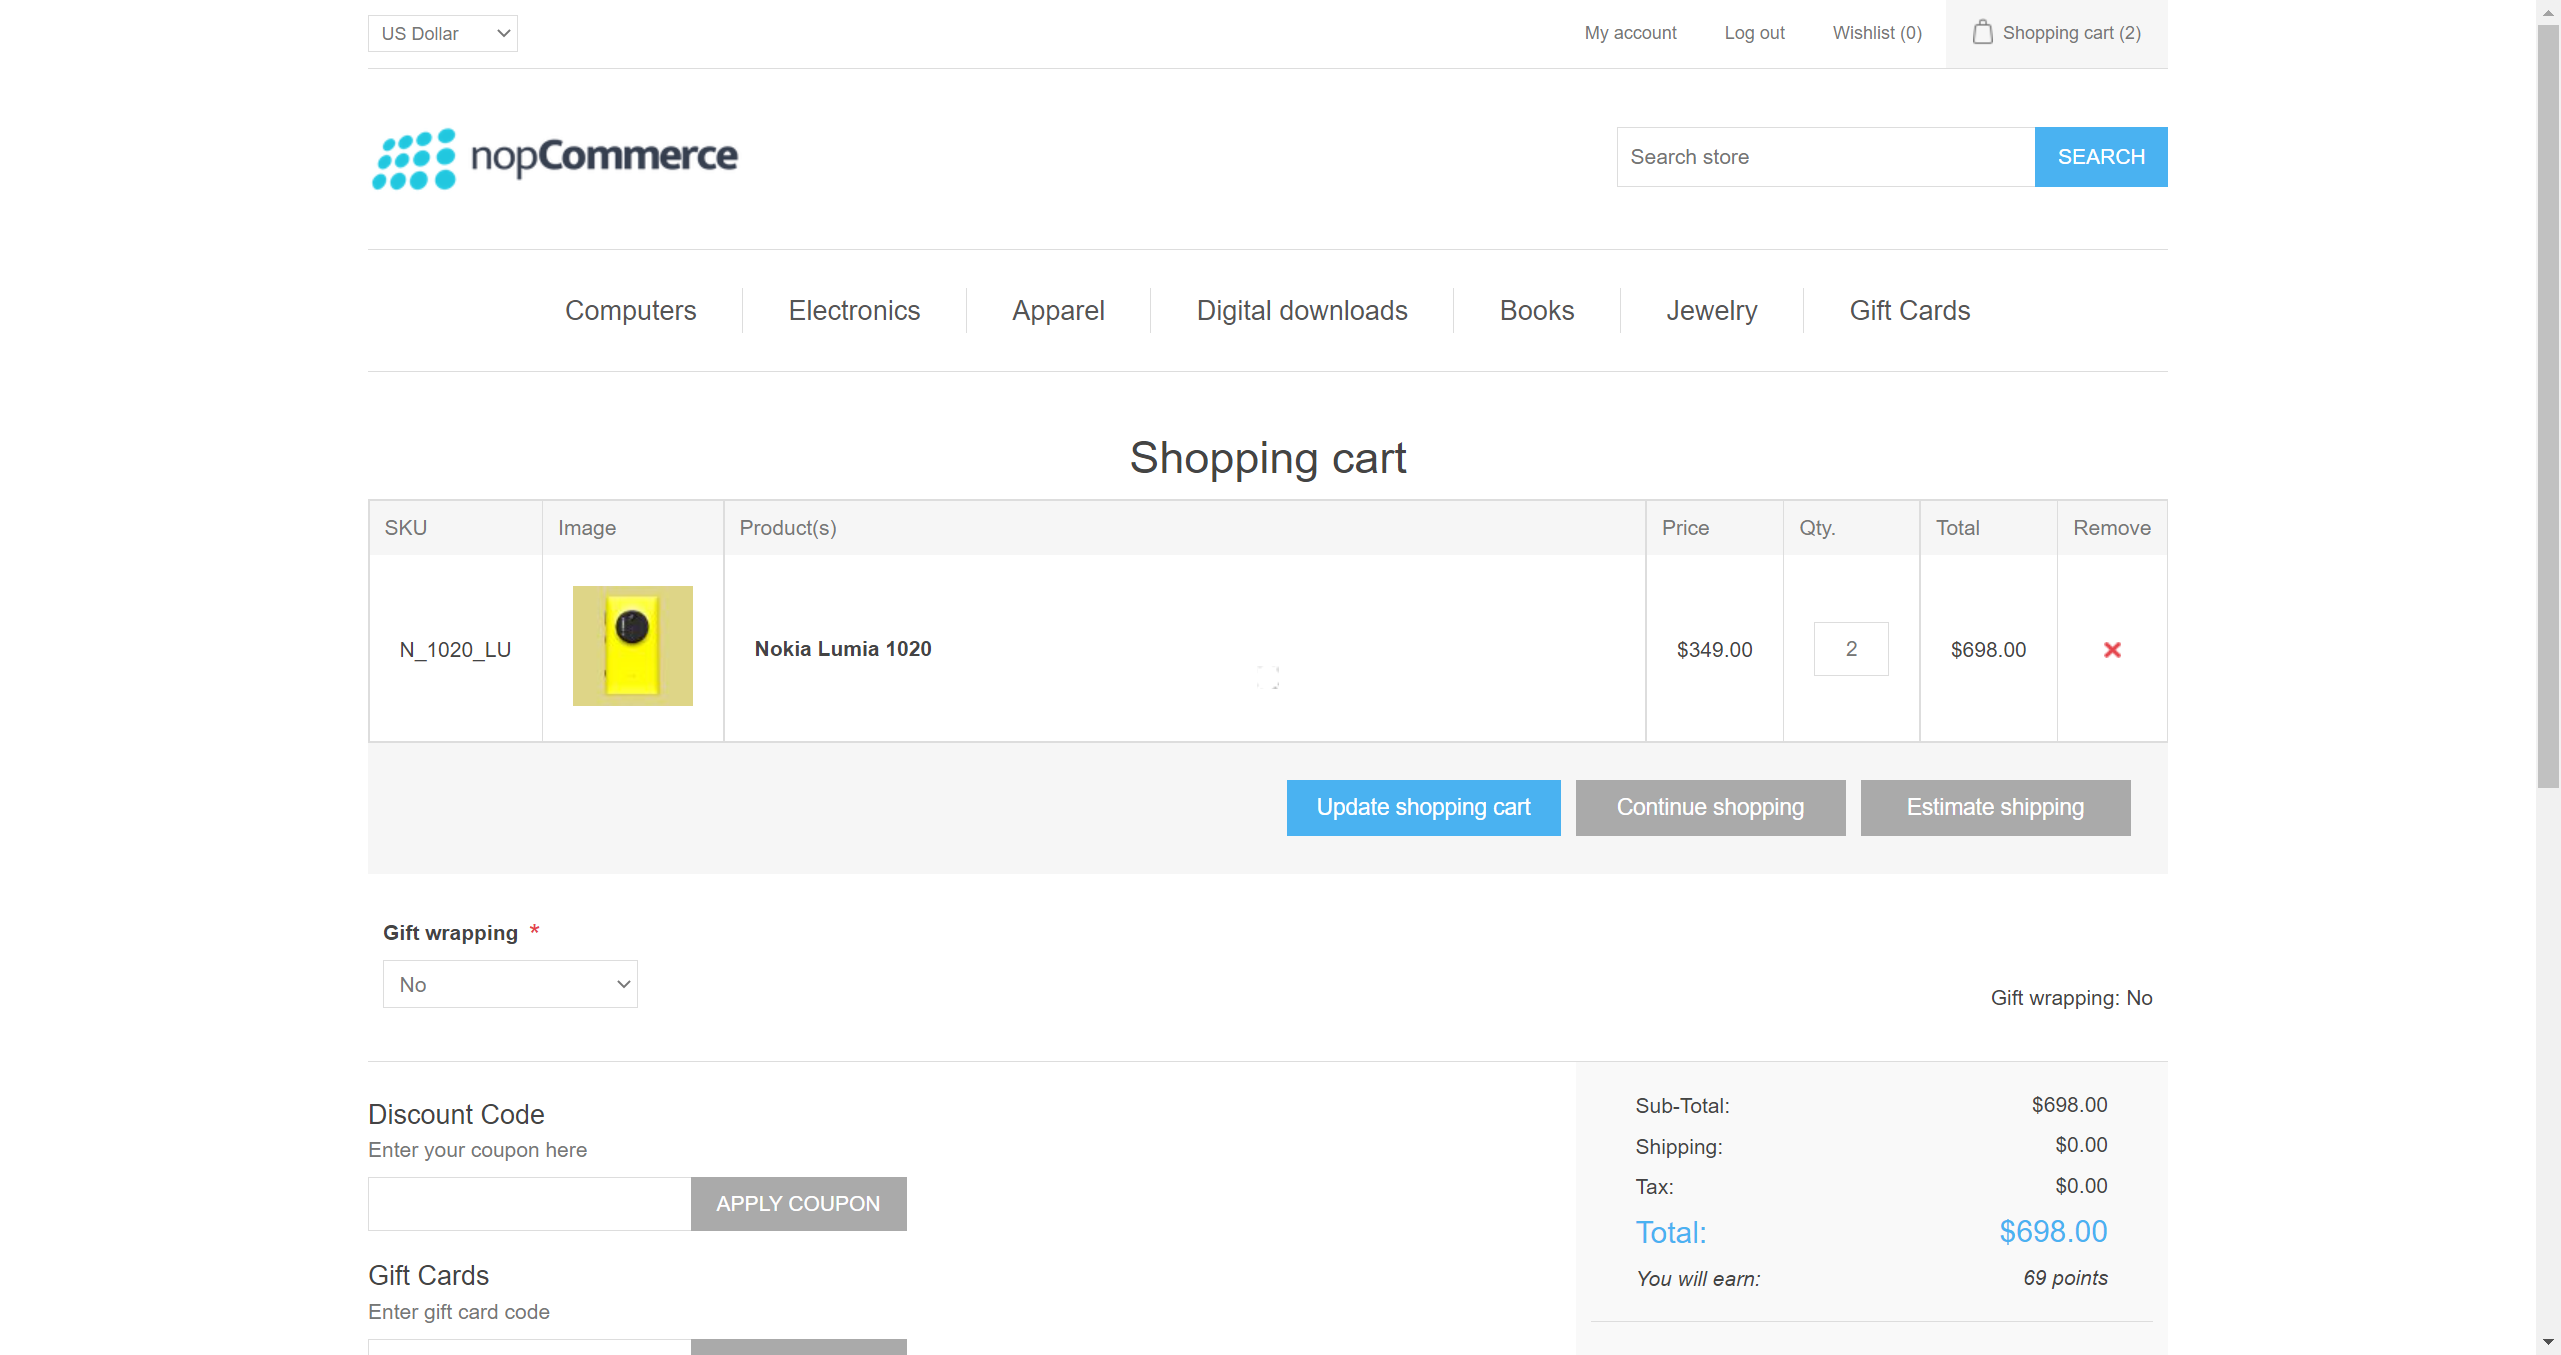 US Dollar
My account
Log out
Wishlist (0)
Shopping cart (2)
nopCommerce
Search store
SEARCH
Computers
Electronics
Apparel
Digital downloads
Books
Jewelry
Gift Cards
Shopping cart
SKU
Image
Product(s)
Price
Qty.
Total
Remove
N_1020_LU
Nokia Lumia 1020
$349.00
2
$698.00
Update shopping cart
Continue shopping
Estimate shipping
Gift wrapping *
No
Gift wrapping: No
Discount Code
Enter your coupon here
APPLY COUPON
Gift Cards
Enter gift card code
Sub-Total: $698.00
Shipping: $0.00
Tax: $0.00
Total: $698.00
You will earn: 69 points